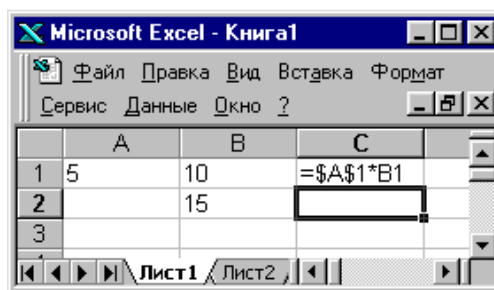 Microsoft Excel - Книга1
Файл Правка Вид Вставка Формат
Сервис Данные Окно ?
A B C
1 5 10 =$A$1*B1
2 15
3
Лист1 Лист2